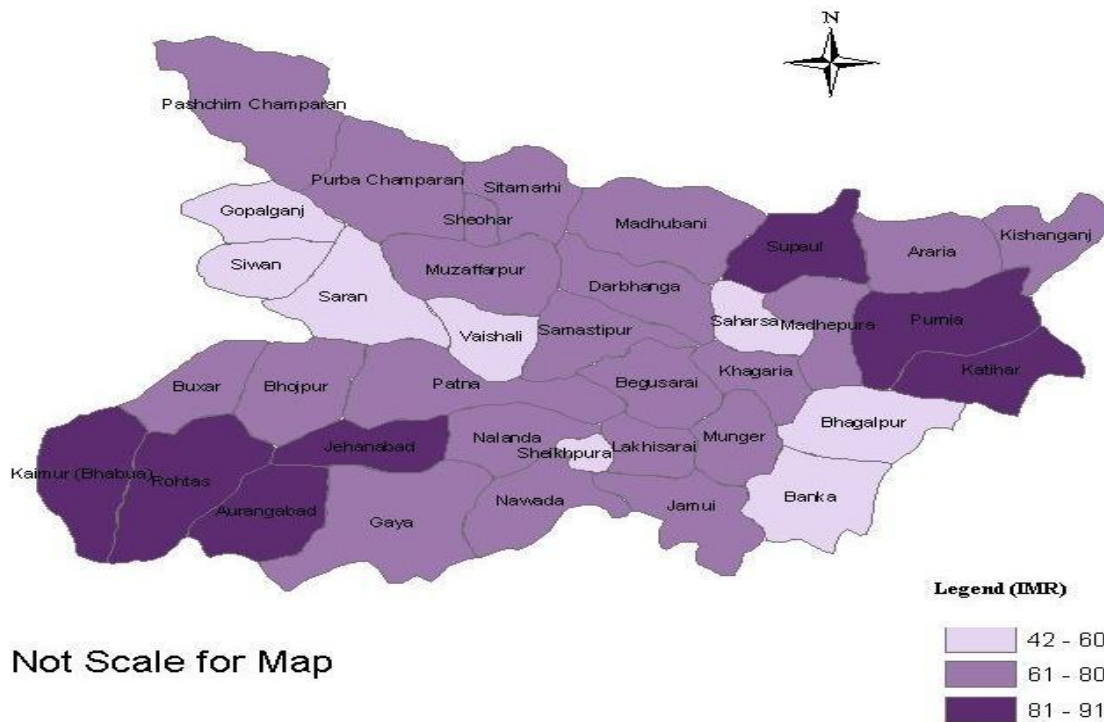 N
Pashchim Champaran
Purba Champaran
Sitamarhi
Gopalganj
Sheohar
Madhubani
Kishanganj
Supaul
Araria
Siwan
Muzaffarpur
Darbhanga
Saran
Saharsa
Madhepura
Purnia
Vaishali
Samastipur
Khagaria
Katihar
Buxar
Bhojpur
Patna
Begusarai
Bhagalpur
Jehanabad
Nalanda
Sheikhpura
Lakhisarai
Munger
Kaimur (Bhabua)
Rohtas
Aurangabad
Gaya
Nawada
Jamui
Banka
Legend (IMR)
42 - 60
61 - 80
81 - 91
Not Scale for Map